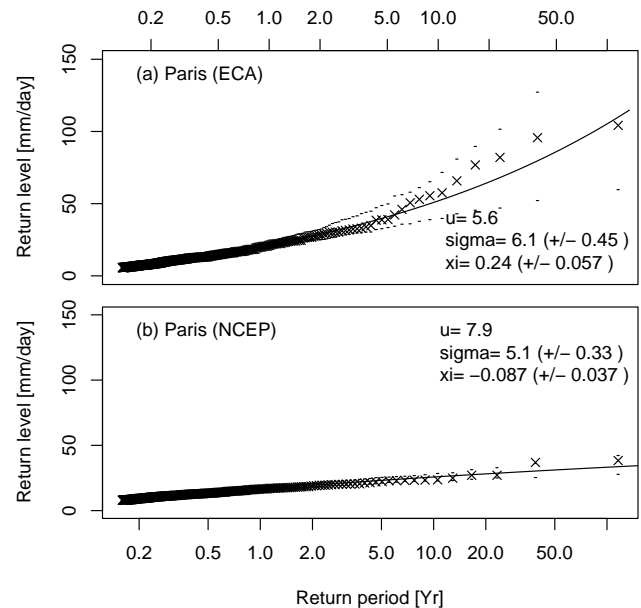 0.2 0.5 1.0 2.0 5.0 10.0 50.0
Return level [mm/day]
150
100
50
0
(a) Paris (ECA)
u= 5.6
sigma= 6.1 (+/− 0.45 )
xi= 0.24 (+/− 0.057 )
Return level [mm/day]
150
100
50
0
(b) Paris (NCEP)
u= 7.9
sigma= 5.1 (+/− 0.33 )
xi= −0.087 (+/− 0.037 )
0.2 0.5 1.0 2.0 5.0 10.0 20.0 50.0
Return period [Yr]